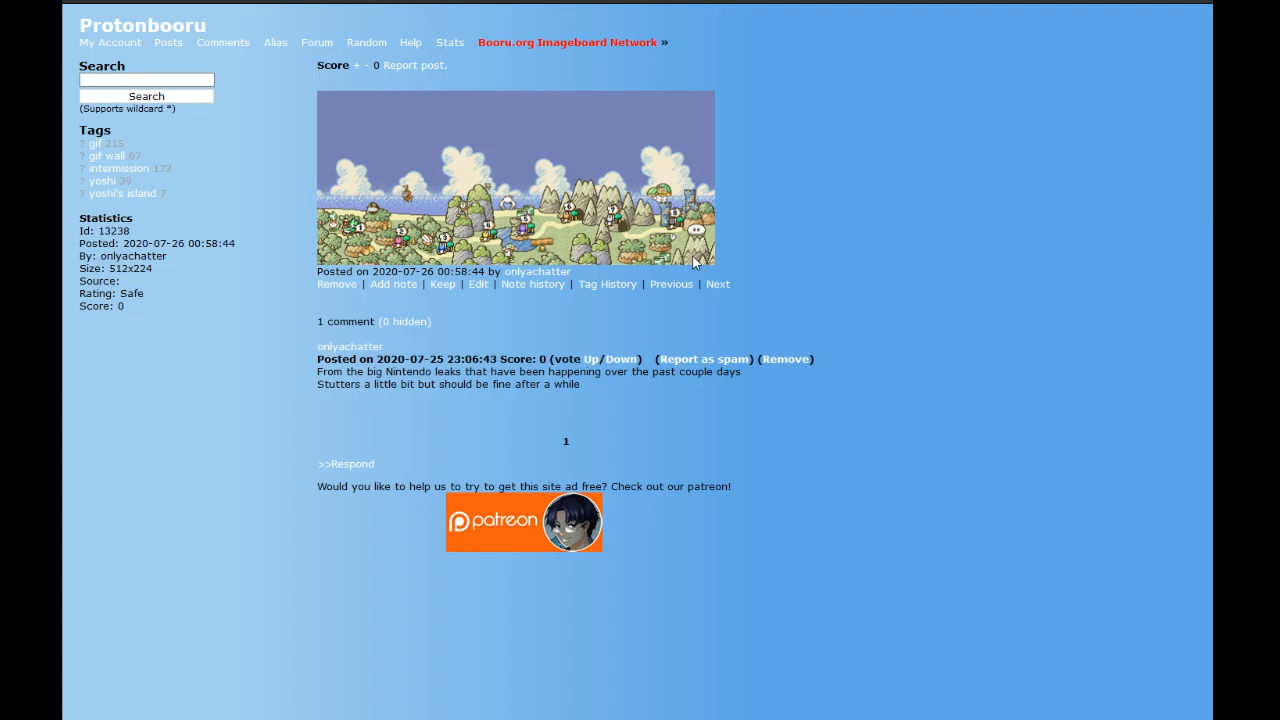 Protonbooru
My Account Posts Comments Alias Forum Random Help Stats Booru.org Imageboard Network »
Search
Search
(Supports wildcard *)
Tags
? gif 215
? gif wall 67
? intermission 173
? yoshi 39
? yoshi's island 7
Statistics
Id: 13238
Posted: 2020-07-26 00:58:44
By: onlyachatter
Size: 512x224
Source:
Rating: Safe
Score: 0
Score + - 0 Report post.
Posted on 2020-07-26 00:58:44 by onlyachatter
Remove | Add note | Keep | Edit | Note history | Tag History | Previous | Next
1 comment (0 hidden)
onlyachatter
Posted on 2020-07-25 23:06:43 Score: 0 (vote Up/Down) (Report as spam) (Remove)
From the big Nintendo leaks that have been happening over the past couple days
Stutters a little bit but should be fine after a while
1
>>Respond
Would you like to help us to try to get this site ad free? Check out our patreon!
patreon